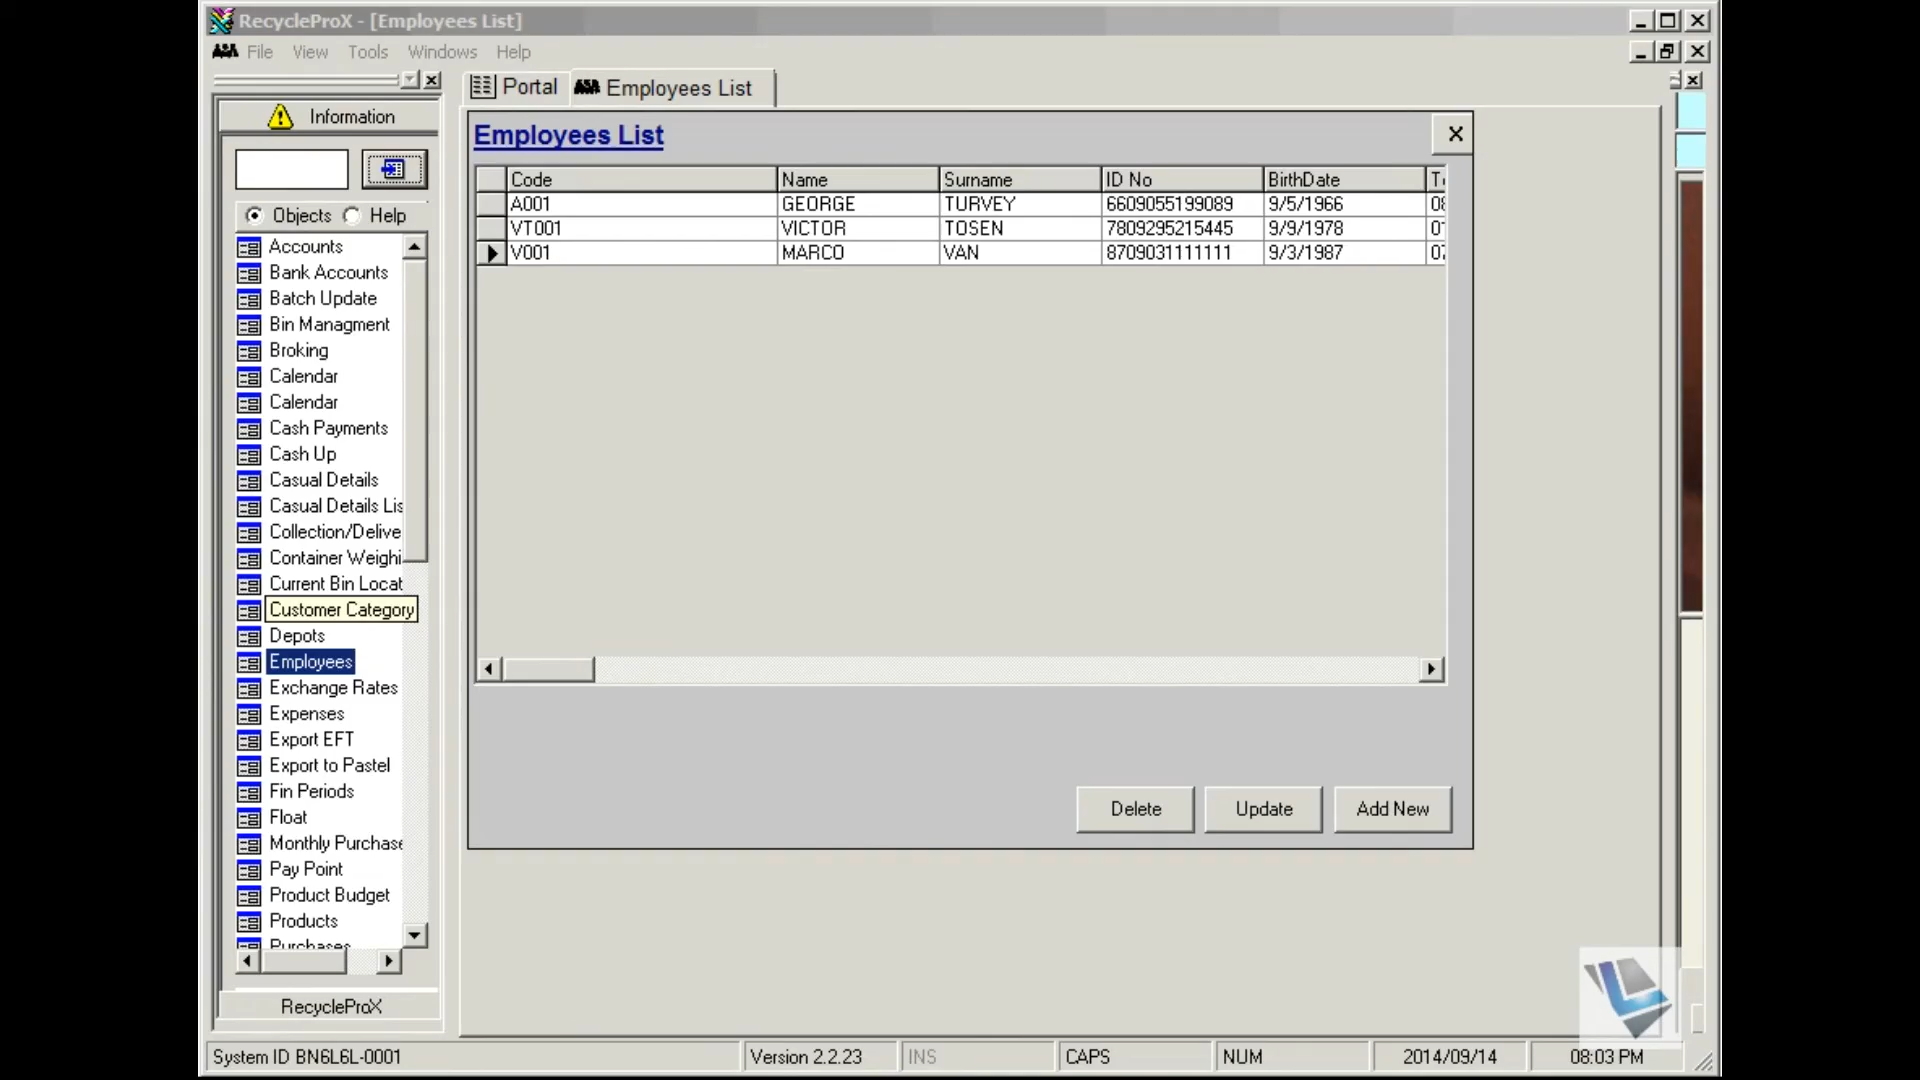 RecycleProX - [Employees List]
File View Tools Windows Help
Portal Employees List
Information
Objects Help
Accounts
Bank Accounts
Batch Update
Bin Managment
Broking
Calendar
Calendar
Cash Payments
Cash Up
Casual Details
Casual Details Lis
Collection/Delive
Container Weighi
Current Bin Locat
Customer Category
Depots
Employees
Exchange Rates
Expenses
Export EFT
Export to Pastel
Fin Periods
Float
Monthly Purchase
Pay Point
Product Budget
Products
Purchases
RecycleProX
Employees List
Code Name Surname ID No BirthDate
A001 GEORGE TURVEY 6609055199089 9/5/1966
VT001 VICTOR TOSEN 7809295215445 9/9/1978
V001 MARCO VAN 8709031111111 9/3/1987
Delete Update Add New
System ID BN6L6L-0001 Version 2.2.23 INS CAPS NUM 2014/09/14 08:03 PM